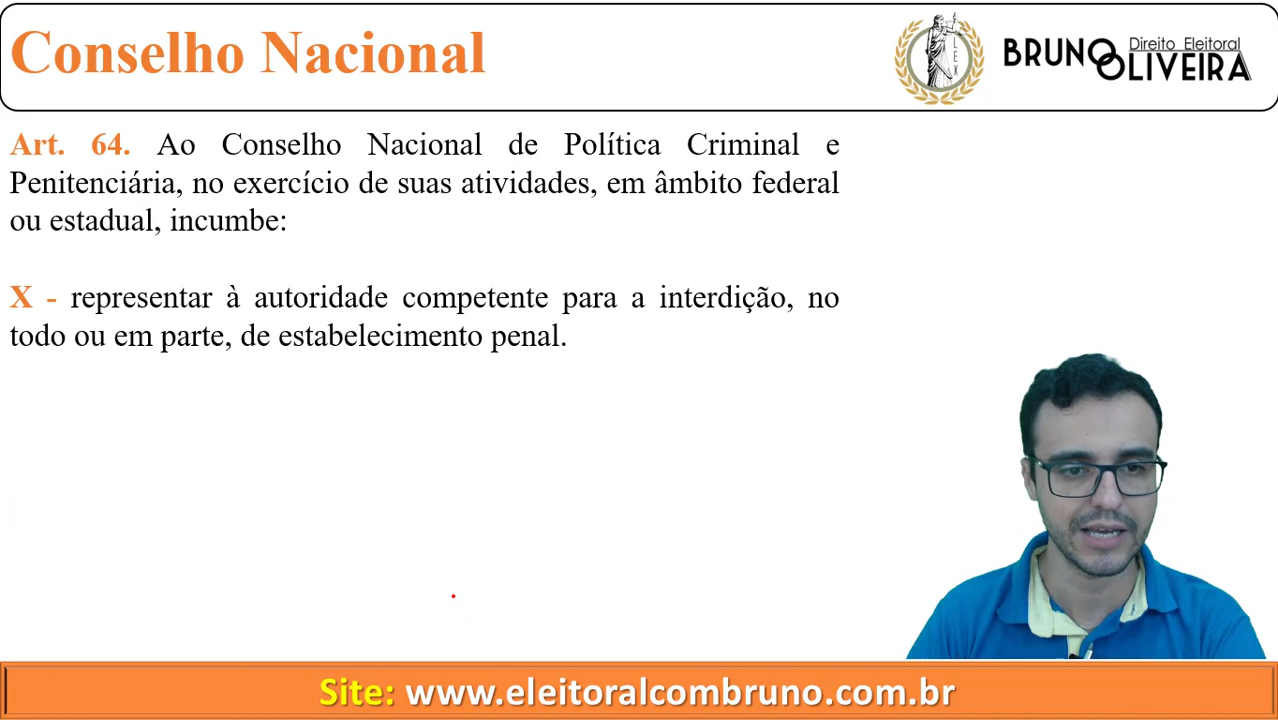 Conselho Nacional
LEX
BRUNO Direito Eleitoral
OLIVEIRA
Art. 64. Ao Conselho Nacional de Política Criminal e
Penitenciária, no exercício de suas atividades, em âmbito federal
ou estadual, incumbe:
X - representar à autoridade competente para a interdição, no
todo ou em parte, de estabelecimento penal.
Site: www.eleitoralcombruno.com.br